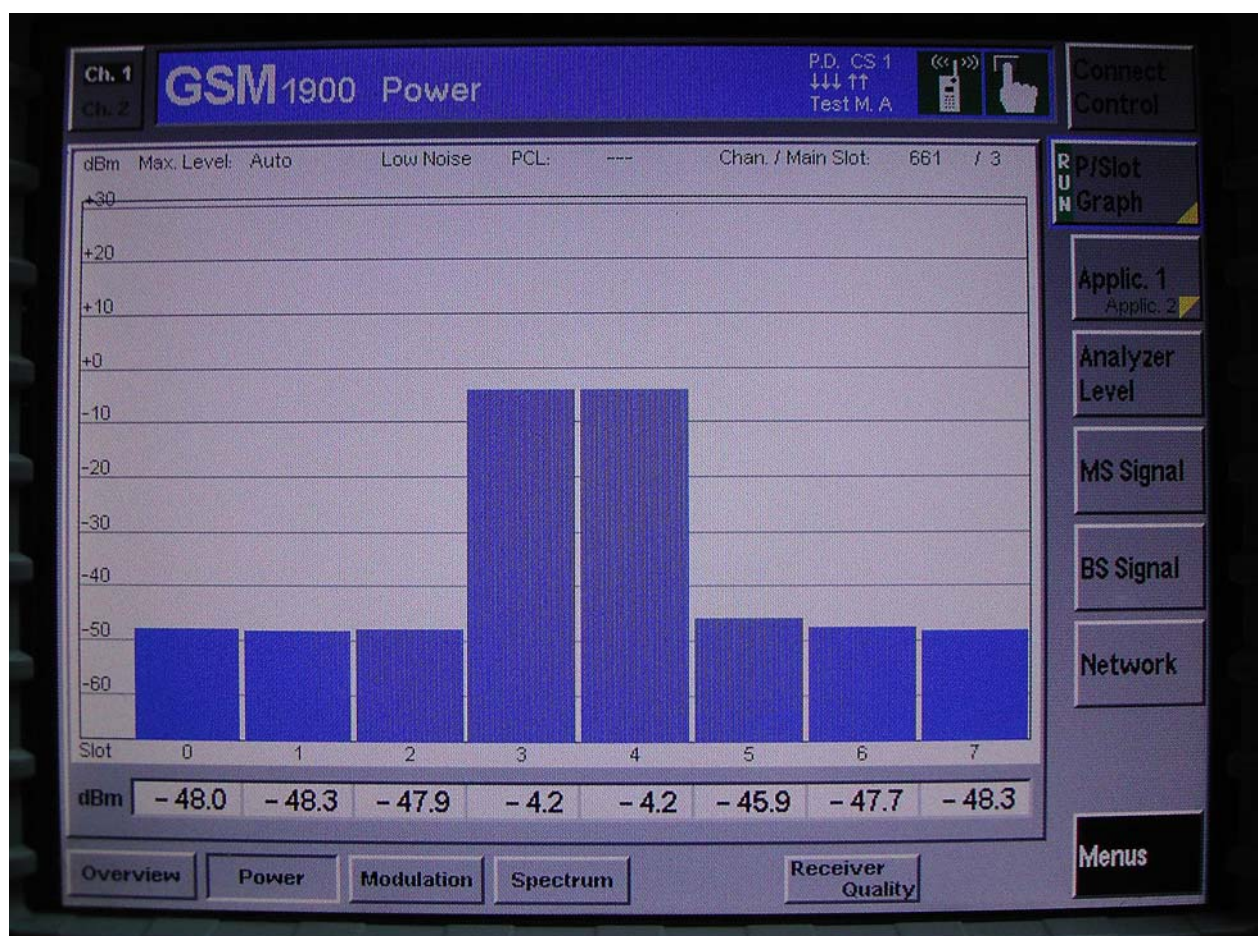 Ch. 1
Ch. 2
GSM 1900 Power
P.D. CS 1
↓↓↓ ↑↑
Test M. A
Connect
Control
dBm Max. Level: Auto Low Noise PCL: --- Chan. / Main Slot: 661 / 3
RUN
P/Slot
Graph
+30
+20
+10
+0
-10
-20
-30
-40
-50
-60
Applic. 1
Applic. 2
Analyzer
Level
MS Signal
BS Signal
Network
Slot 0 1 2 3 4 5 6 7
dBm - 48.0 - 48.3 - 47.9 - 4.2 - 4.2 - 45.9 - 47.7 - 48.3
Overview Power Modulation Spectrum Receiver
Quality
Menus